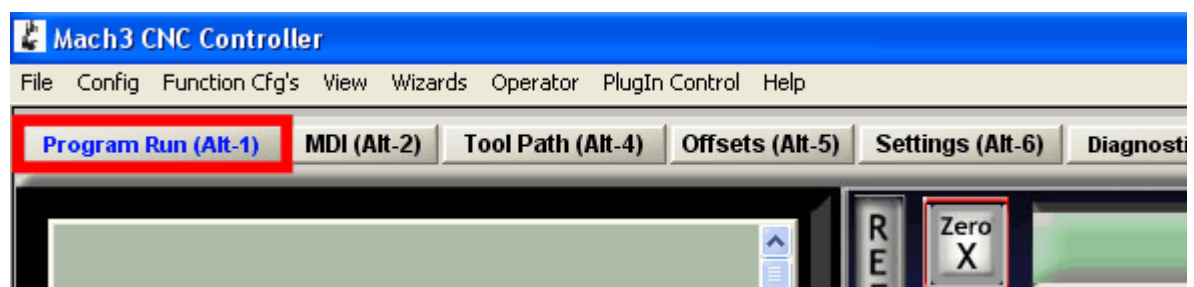 Mach3 CNC Controller
File Config Function Cfg's View Wizards Operator PlugIn Control Help
Program Run (Alt-1) MDI (Alt-2) Tool Path (Alt-4) Offsets (Alt-5) Settings (Alt-6) Diagnosti
R
E
Zero
X